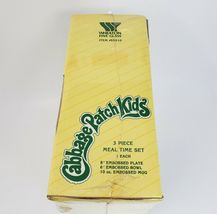 WHEATON
FINE GLASS
Cabbage Patch Kids
3 PIECE
MEAL TIME SET
1 EACH
8" EMBOSSED PLATE
6" EMBOSSED BOWL
10 oz. EMBOSSED MUG